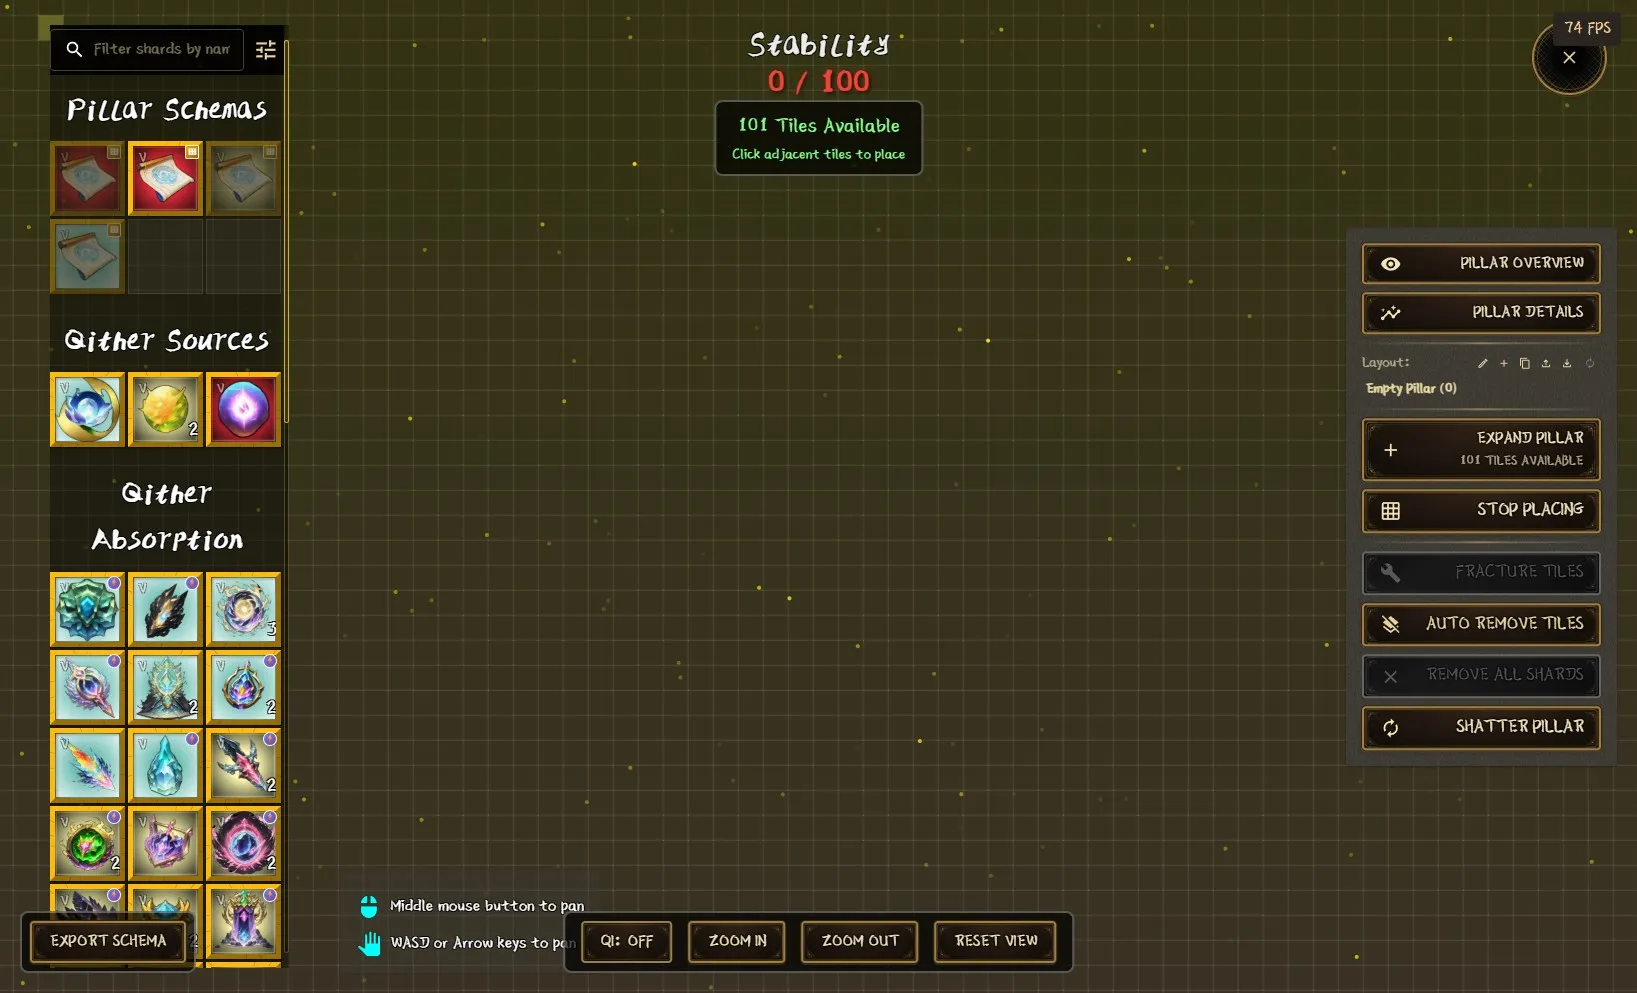 74 FPS
Filter shards by nam
Stability
0 / 100
101 Tiles Available
Click adjacent tiles to place
Pillar Schemas
V
V
V
V
Qither Sources
V
V
2
V
Qither
Absorption
V
V
V
3
V
V
2
V
2
V
V
V
2
V
2
V
V
2
V
V
V
2
EXPORT SCHEMA
PILLAR OVERVIEW
PILLAR DETAILS
Layout:
Empty Pillar (0)
EXPAND PILLAR
101 TILES AVAILABLE
STOP PLACING
FRACTURE TILES
AUTO REMOVE TILES
REMOVE ALL SHARDS
SHATTER PILLAR
Middle mouse button to pan
WASD or Arrow keys to pan
QI: OFF
ZOOM IN
ZOOM OUT
RESET VIEW